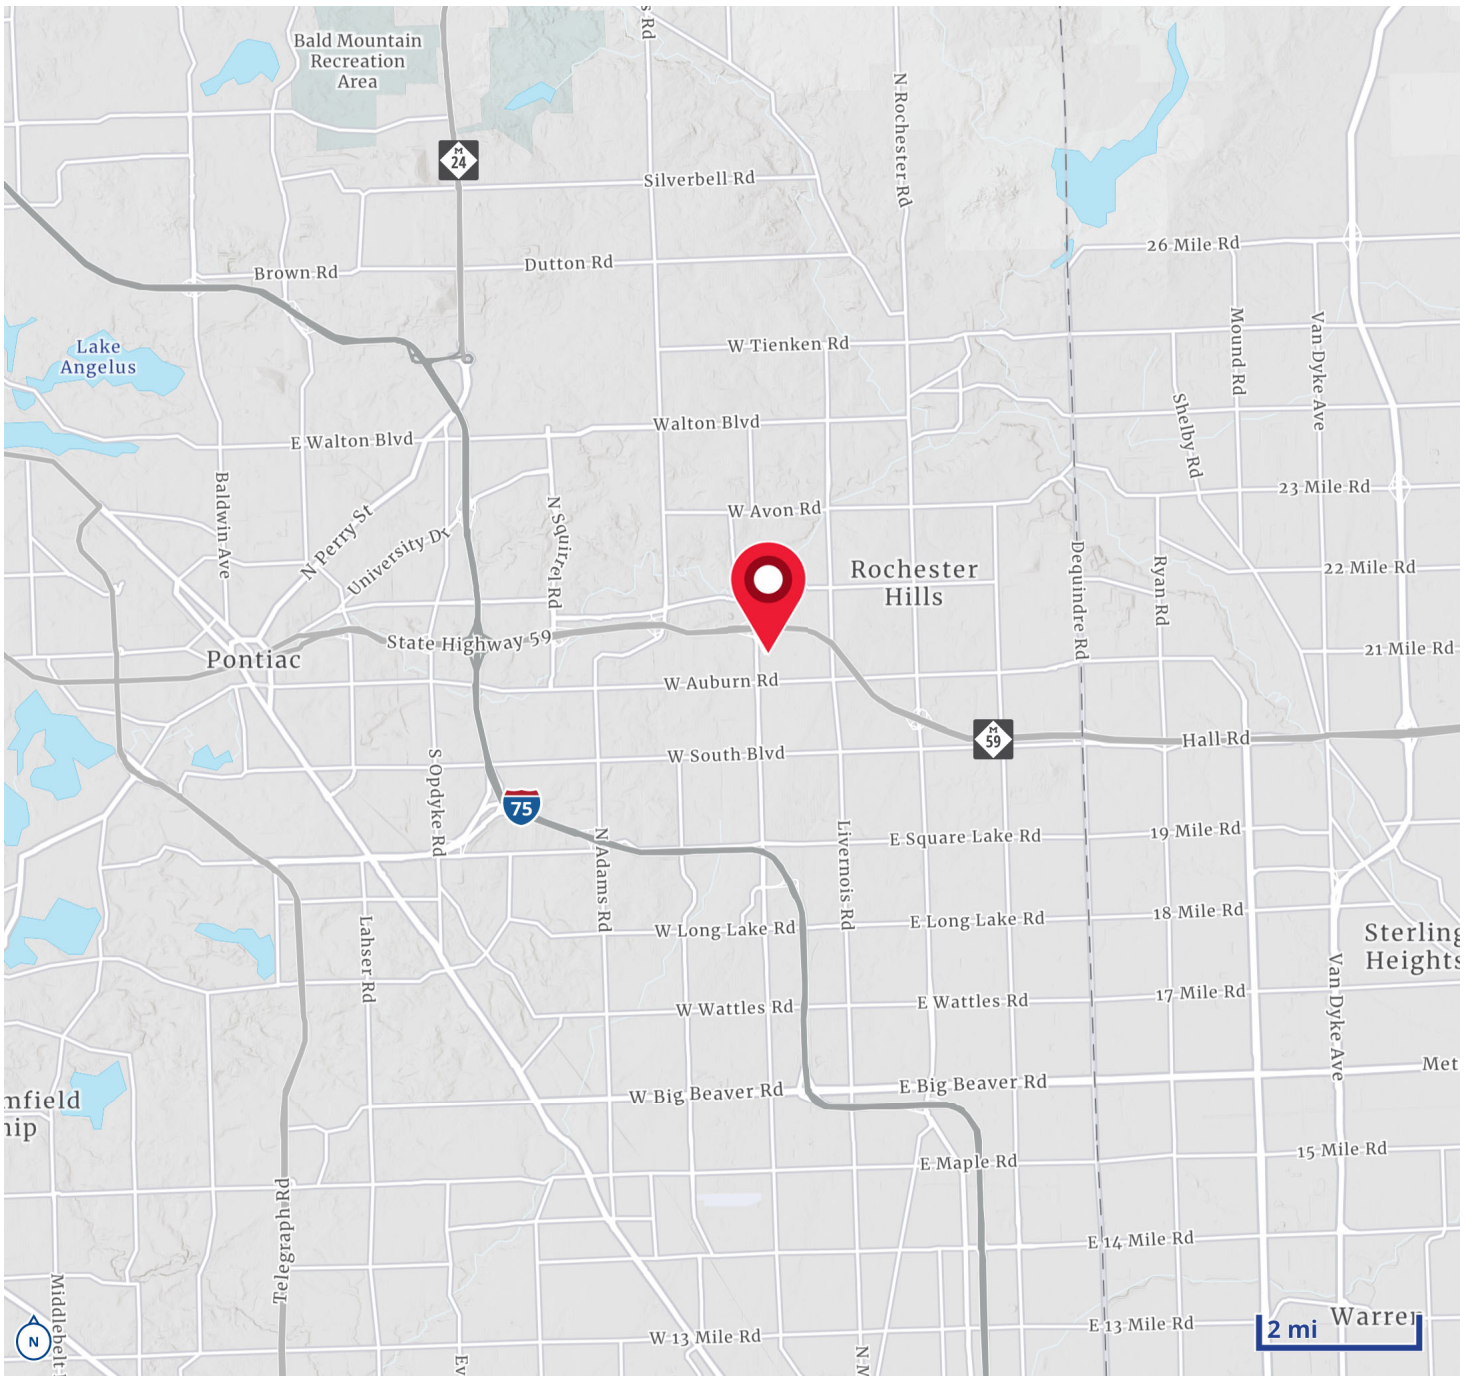 Bald Mountain
Recreation
Area
N Rochester Rd
M
24
Silverbell Rd
26 Mile Rd
Brown Rd
Dutton Rd
Mound Rd
Van Dyke Ave
Lake
Angelus
W Tienken Rd
Shelby Rd
E Walton Blvd
Walton Blvd
Baldwin Ave
N Perry St
University Dr
N Squirrel Rd
W Avon Rd
23 Mile Rd
Rochester
Hills
Dequindre Rd
Ryan Rd
22 Mile Rd
State Highway 59
Pontiac
21 Mile Rd
W Auburn Rd
M
59
Hall Rd
W South Blvd
S Opdyke Rd
75
N Adams Rd
Livernois Rd
E Square Lake Rd
19 Mile Rd
Lahser Rd
W Long Lake Rd
E Long Lake Rd
18 Mile Rd
Sterling
Heights
W Wattles Rd
E Wattles Rd
17 Mile Rd
Van Dyke Ave
W Big Beaver Rd
E Big Beaver Rd
Met
mfield
hip
E Maple Rd
15 Mile Rd
Telegraph Rd
E 14 Mile Rd
Middlebelt
N
W 13 Mile Rd
E 13 Mile Rd
2 mi
Warren
Ev
N M